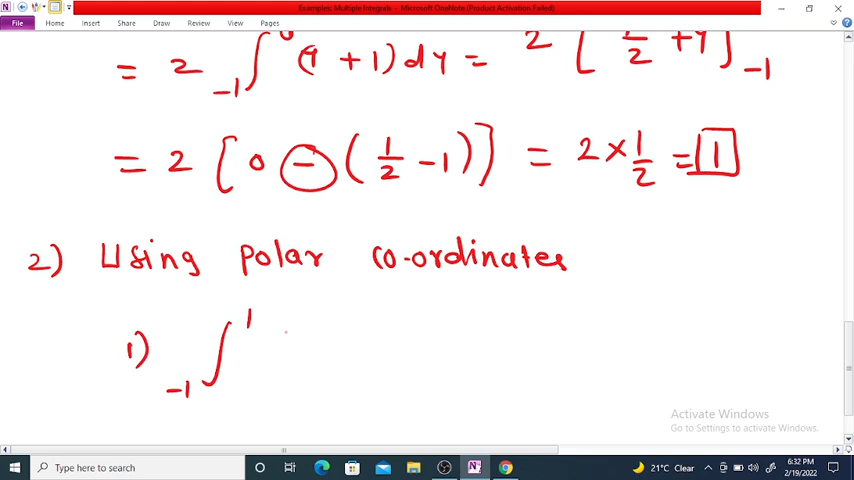 Examples: Multiple Integrals -- Microsoft OneNote (Product Activation Failed)
File Home Insert Share Draw Review View Pages
= 2 -1∫0 (y + 1) dy = 2 [ /2 + y ] -1
= 2 [ 0 - ( 1/2 - 1 ) ] = 2 × 1/2 = 1
2) Using polar co-ordinates
1) -1∫1
Activate Windows
Go to Settings to activate Windows.
Type here to search
21°C Clear
6:32 PM
2/19/2022